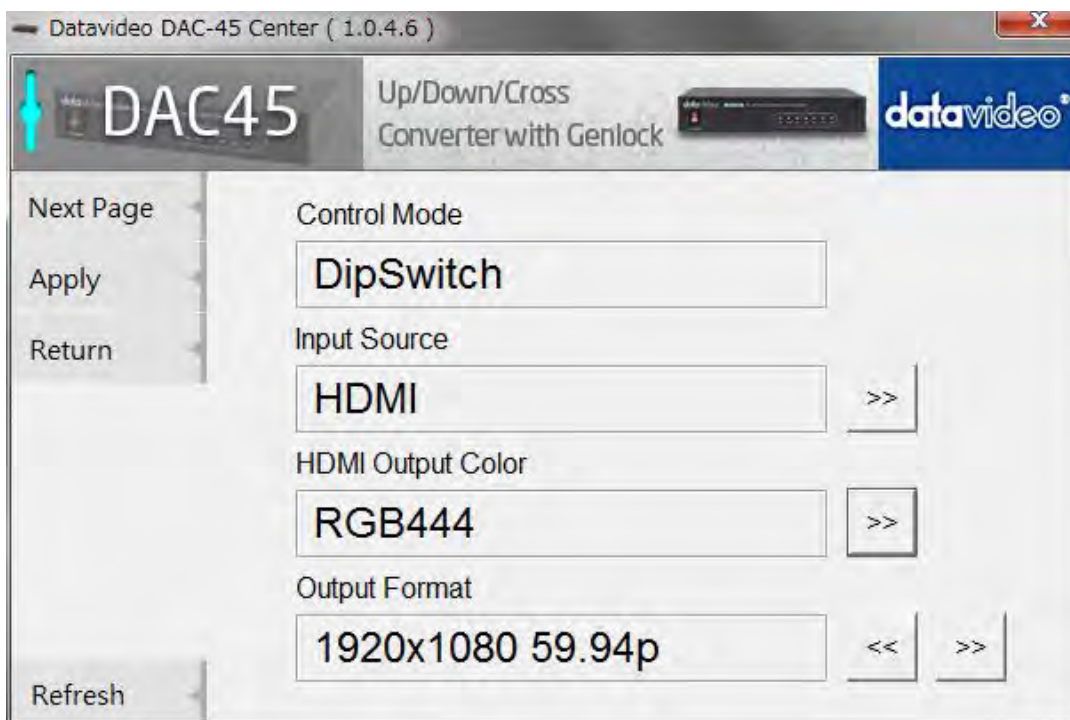 Datavideo DAC-45 Center ( 1.0.4.6 )
X
DAC45
Up/Down/Cross
Converter with Genlock
datavideo®
Next Page
Apply
Return
Control Mode
DipSwitch
Input Source
HDMI
>>
HDMI Output Color
RGB444
>>
Output Format
1920x1080 59.94p
<< >>
Refresh